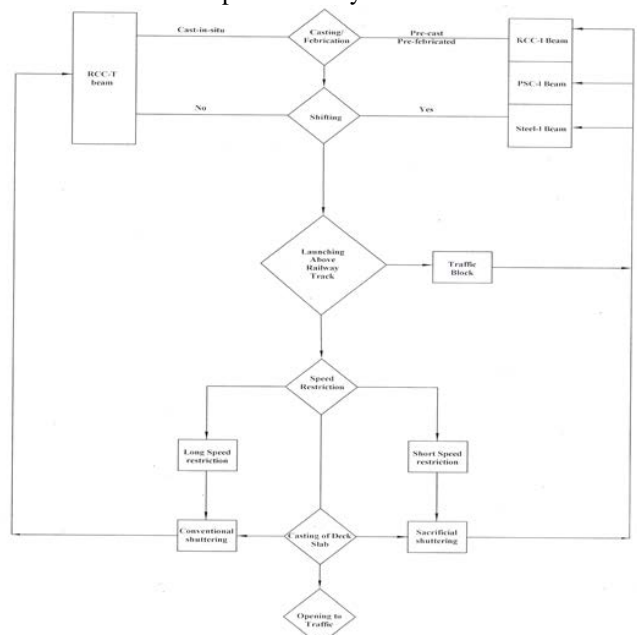 Cast-in-situ
Casting/
Febrication
Pre-cast
Pre-febricated
KCC-I Beam
RCC-T
beam
PSC-I Beam
No
Shifting
Yes
Steel-I Beam
Launching
Above
Railway
Track
Traffic
Block
Speed
Restriction
Long Speed
restriction
Short Speed
restriction
Conventional
shuttering
Casting of Deck
Slab
Sacrificial
shuttering
Opening to
Traffic